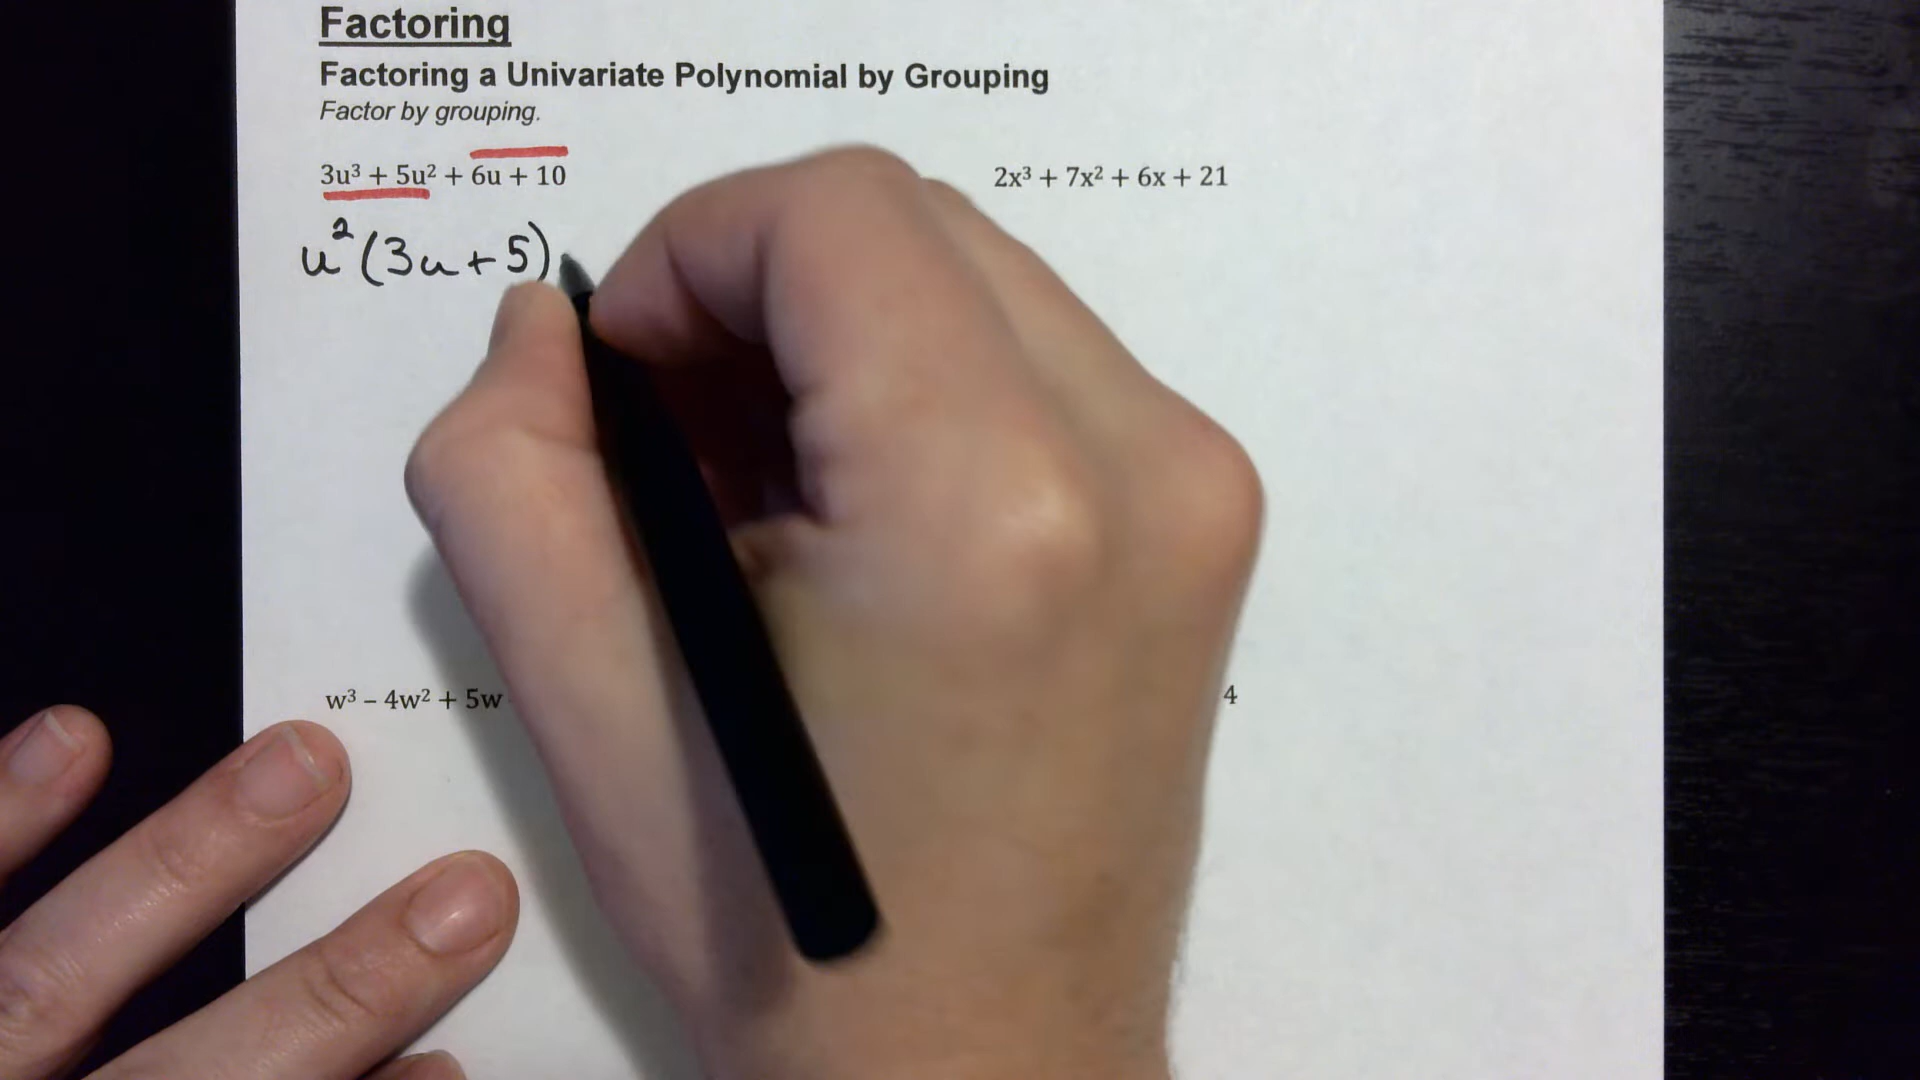 Factoring
Factoring a Univariate Polynomial by Grouping
Factor by grouping.
3u³ + 5u² + 6u + 10
2x³ + 7x² + 6x + 21
u²(3u+5)
w³ – 4w² + 5w
4